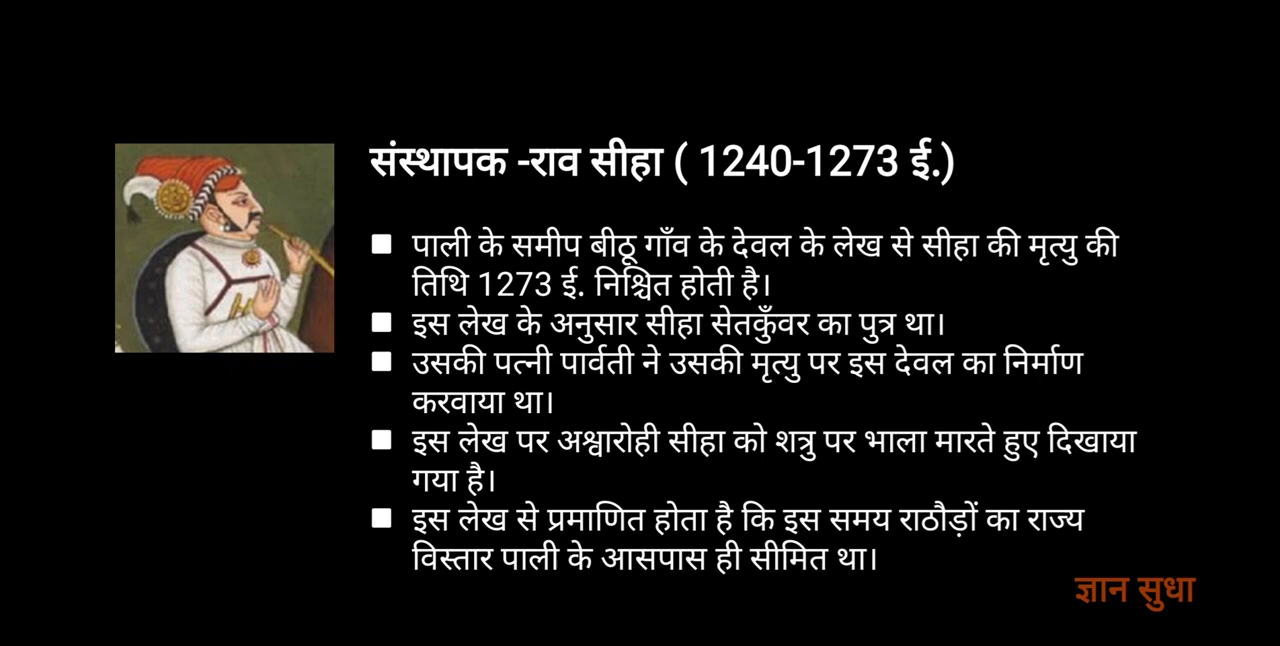 संस्थापक -राव सीहा ( 1240-1273 ई.)
पाली के समीप बीठू गाँव के देवल के लेख से सीहा की मृत्यु की
तिथि 1273 ई. निश्चित होती है।
इस लेख के अनुसार सीहा सेतकुँवर का पुत्र था।
उसकी पत्नी पार्वती ने उसकी मृत्यु पर इस देवल का निर्माण
करवाया था।
इस लेख पर अश्वारोही सीहा को शत्रु पर भाला मारते हुए दिखाया
गया है।
इस लेख से प्रमाणित होता है कि इस समय राठौड़ों का राज्य
विस्तार पाली के आसपास ही सीमित था।
ज्ञान सुधा